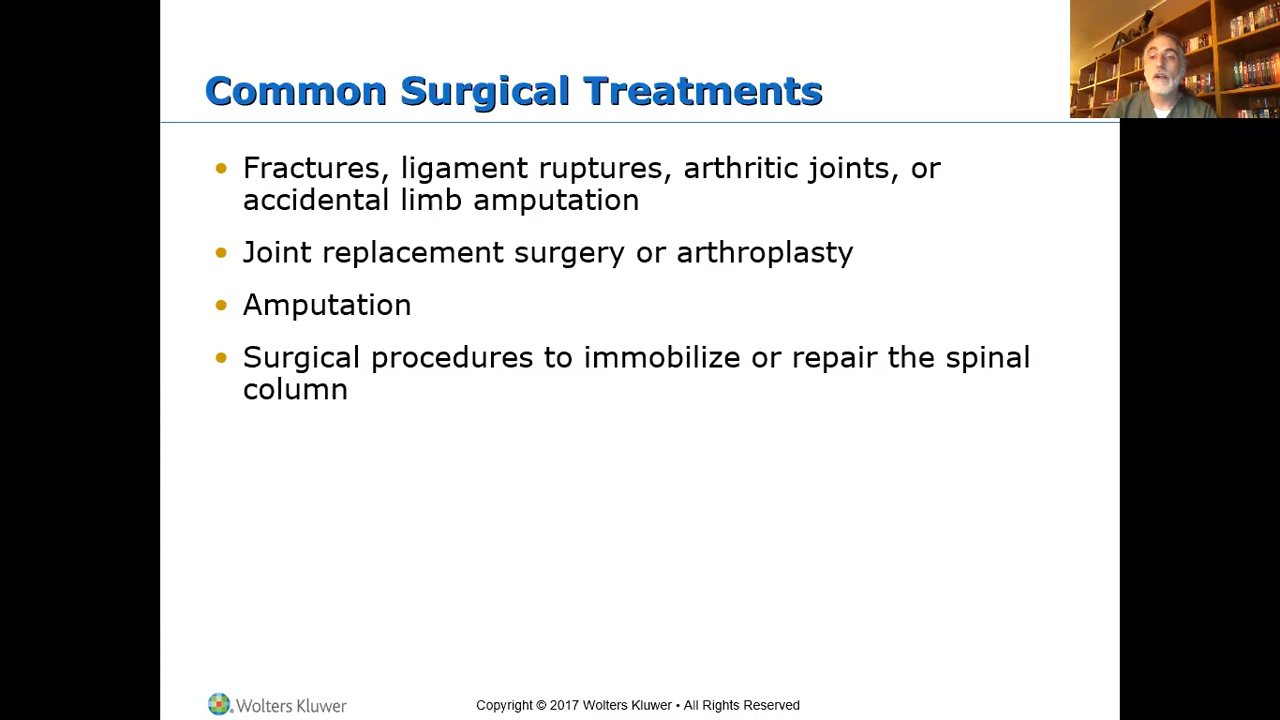 Common Surgical Treatments
• Fractures, ligament ruptures, arthritic joints, or
accidental limb amputation
• Joint replacement surgery or arthroplasty
• Amputation
• Surgical procedures to immobilize or repair the spinal
column
Wolters Kluwer
Copyright © 2017 Wolters Kluwer • All Rights Reserved